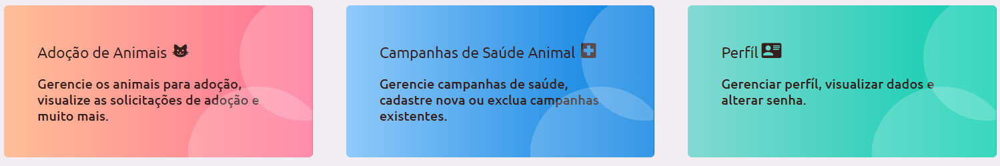 Adoção de Animais
Gerencie os animais para adoção,
visualize as solicitações de adoção e
muito mais.
Campanhas de Saúde Animal
Gerencie campanhas de saúde,
cadastre nova ou exclua campanhas
existentes.
Perfíl
Gerenciar perfíl, visualizar dados e
alterar senha.